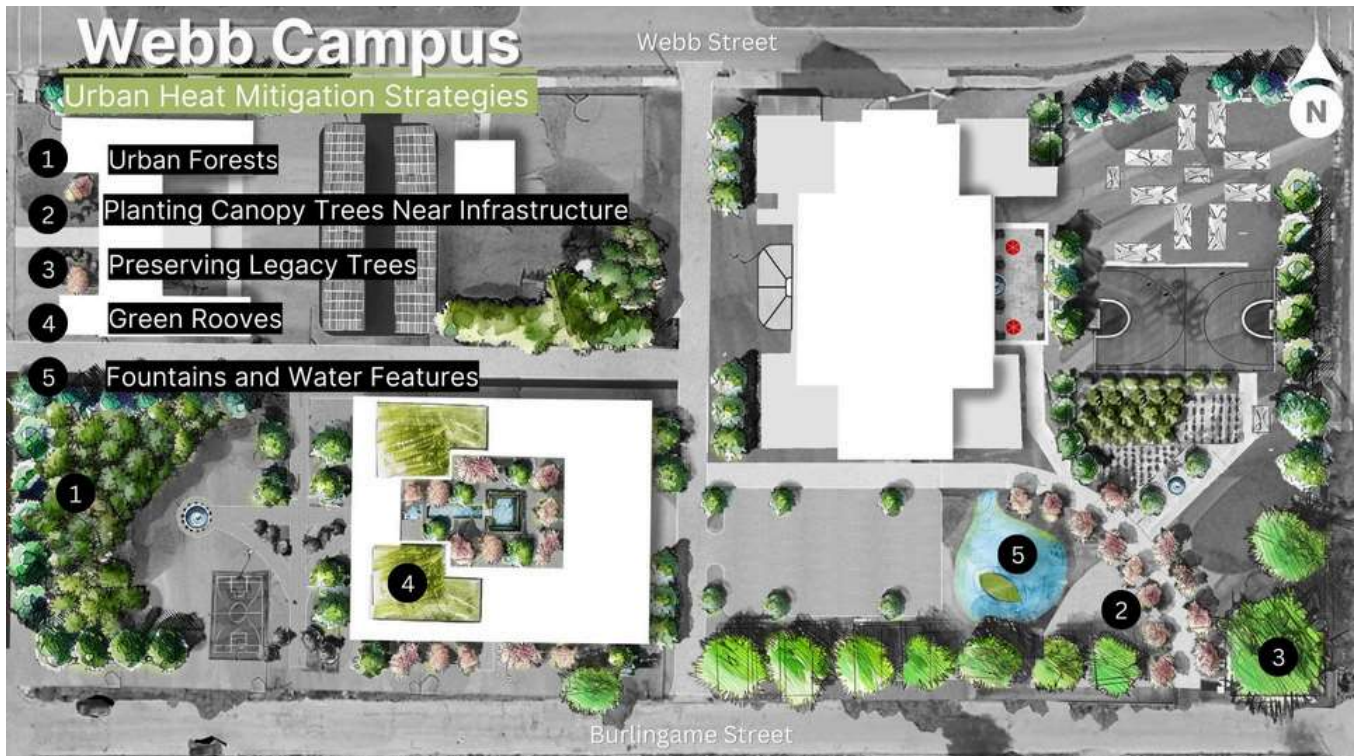 Webb Campus
Urban Heat Mitigation Strategies
Webb Street
N
1 Urban Forests
2 Planting Canopy Trees Near Infrastructure
3 Preserving Legacy Trees
4 Green Rooves
5 Fountains and Water Features
1
4
5
2
3
Burlingame Street